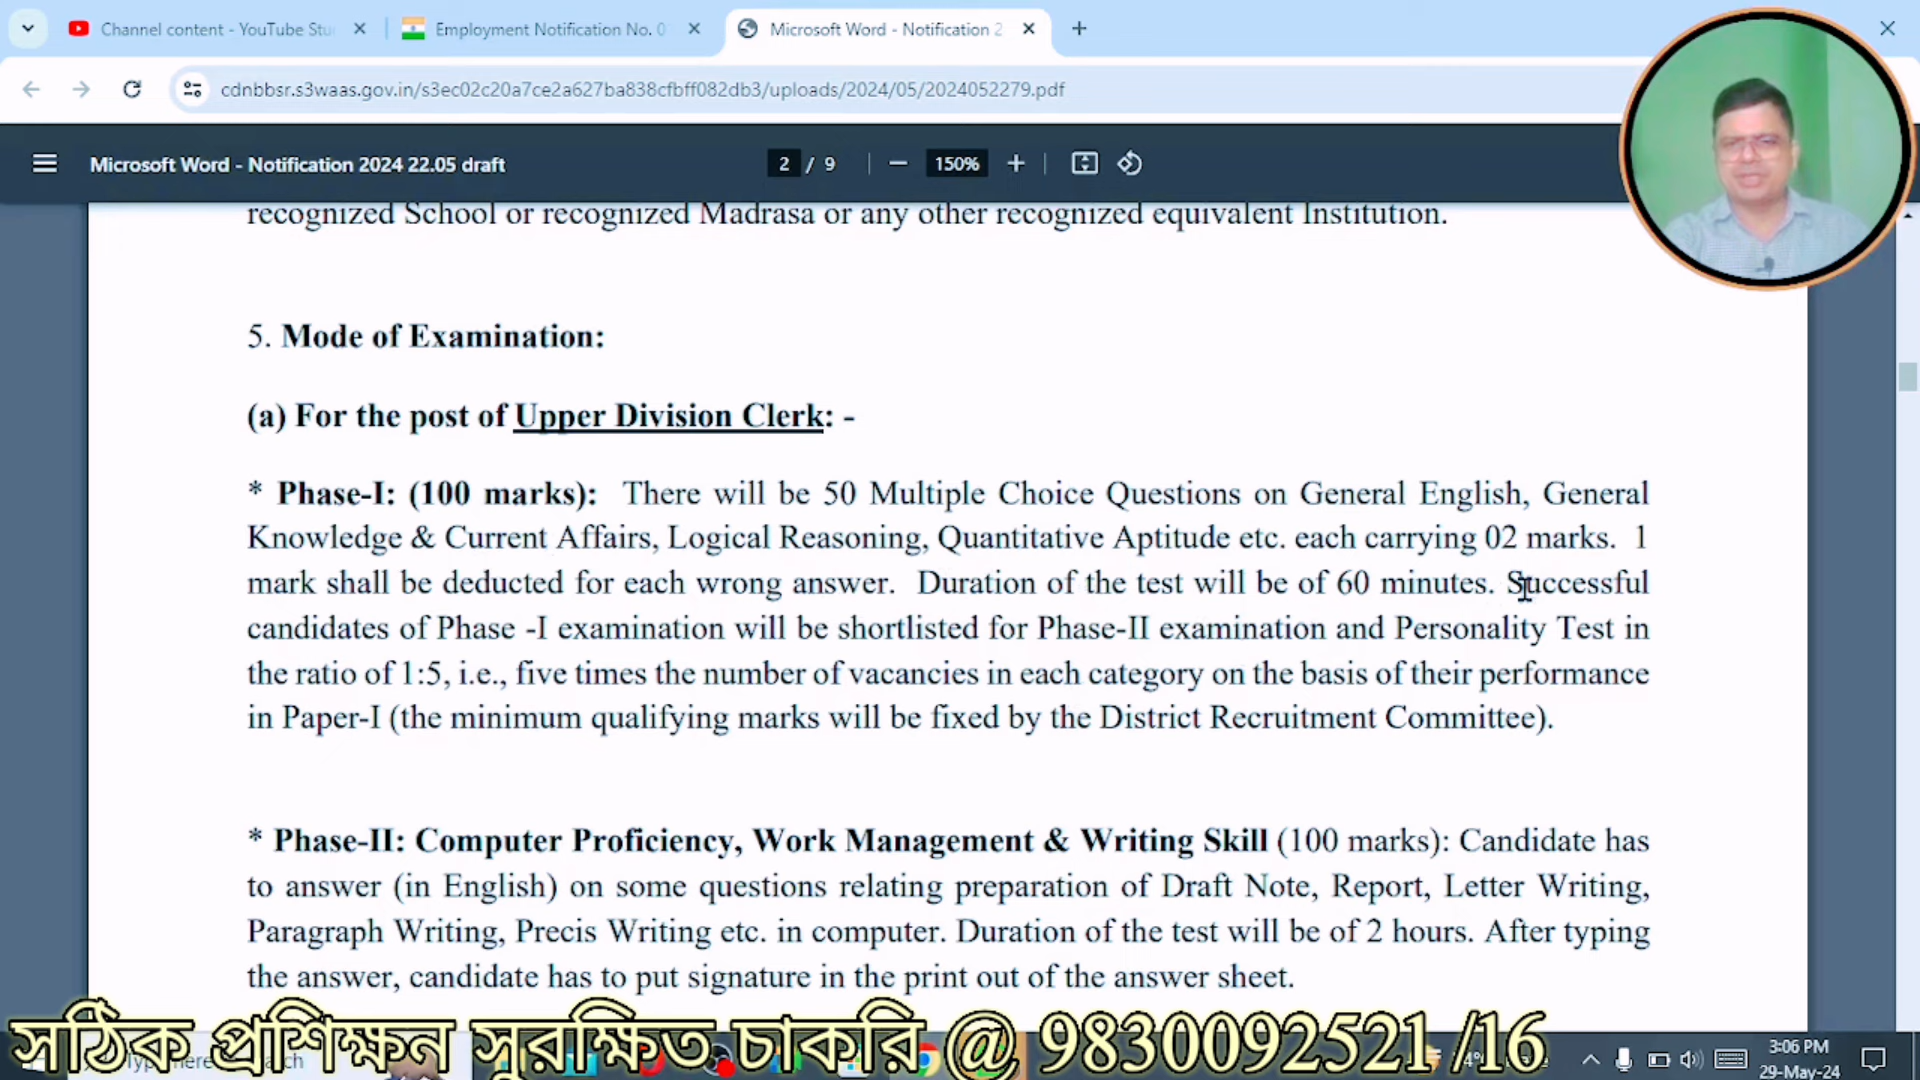 Channel content - YouTube Stu
Employment Notification No. 0
Microsoft Word - Notification 2
cdnbbsr.s3waas.gov.in/s3ec02c20a7ce2a627ba838cfbff082db3/uploads/2024/05/2024052279.pdf
Microsoft Word - Notification 2024 22.05 draft
2 / 9
150%
recognized School or recognized Madrasa or any other recognized equivalent Institution.
5. Mode of Examination:
(a) For the post of Upper Division Clerk: -
* Phase-I: (100 marks): There will be 50 Multiple Choice Questions on General English, General
Knowledge & Current Affairs, Logical Reasoning, Quantitative Aptitude etc. each carrying 02 marks. 1
mark shall be deducted for each wrong answer. Duration of the test will be of 60 minutes. Successful
candidates of Phase -I examination will be shortlisted for Phase-II examination and Personality Test in
the ratio of 1:5, i.e., five times the number of vacancies in each category on the basis of their performance
in Paper-I (the minimum qualifying marks will be fixed by the District Recruitment Committee).
* Phase-II: Computer Proficiency, Work Management & Writing Skill (100 marks): Candidate has
to answer (in English) on some questions relating preparation of Draft Note, Report, Letter Writing,
Paragraph Writing, Precis Writing etc. in computer. Duration of the test will be of 2 hours. After typing
the answer, candidate has to put signature in the print out of the answer sheet.
সঠিক প্রশিক্ষন সুরক্ষিত চাকরি @ 9830092521 /16
3:06 PM
29-May-24